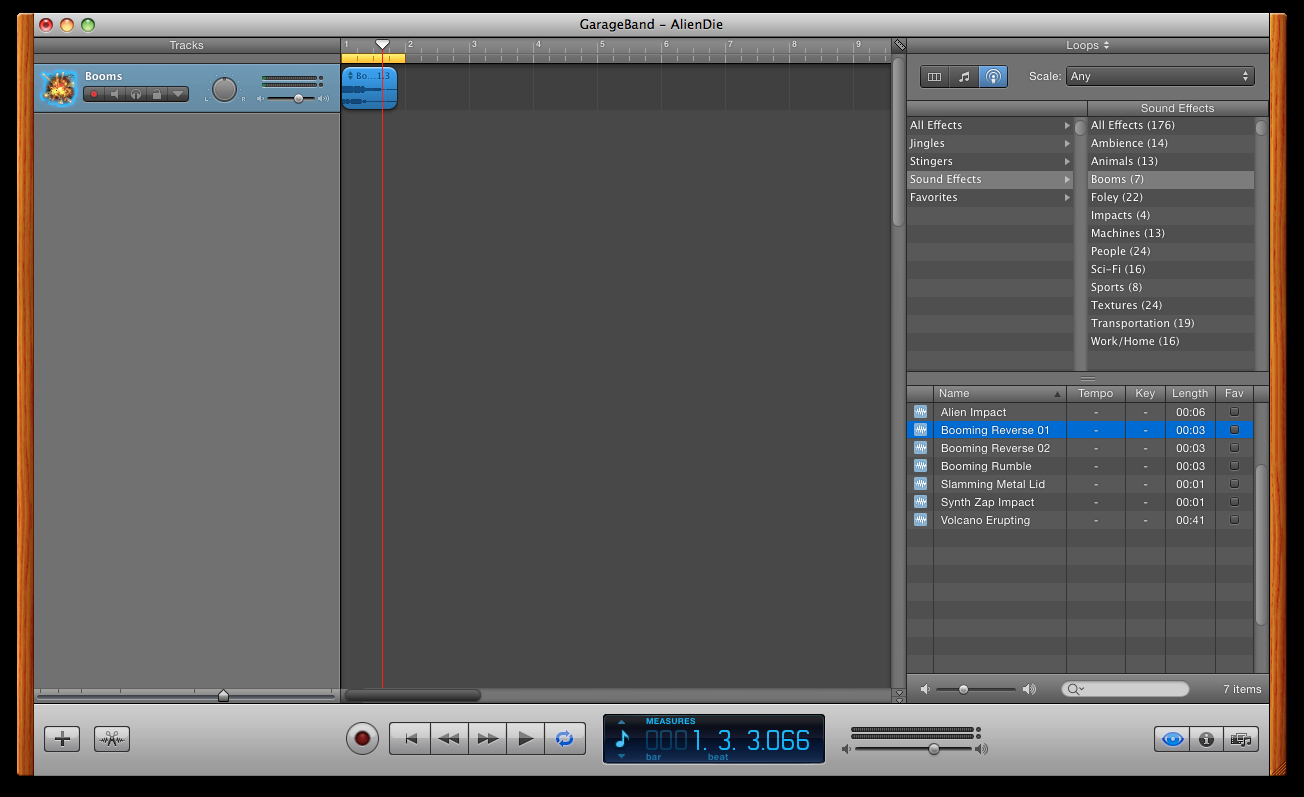 GarageBand – AlienDie
Tracks
1 2 3 4 5 6 7 8 9
Loops
Booms
L R
Bo...1.3
Scale: Any
Sound Effects
All Effects
Jingles
Stingers
Sound Effects
Favorites
All Effects (176)
Ambience (14)
Animals (13)
Booms (7)
Foley (22)
Impacts (4)
Machines (13)
People (24)
Sci-Fi (16)
Sports (8)
Textures (24)
Transportation (19)
Work/Home (16)
Name Tempo Key Length Fav
Alien Impact - - 00:06
Booming Reverse 01 - - 00:03
Booming Reverse 02 - - 00:03
Booming Rumble - - 00:03
Slamming Metal Lid - - 00:01
Synth Zap Impact - - 00:01
Volcano Erupting - - 00:41
7 items
MEASURES
0001. 3. 3.066
bar beat